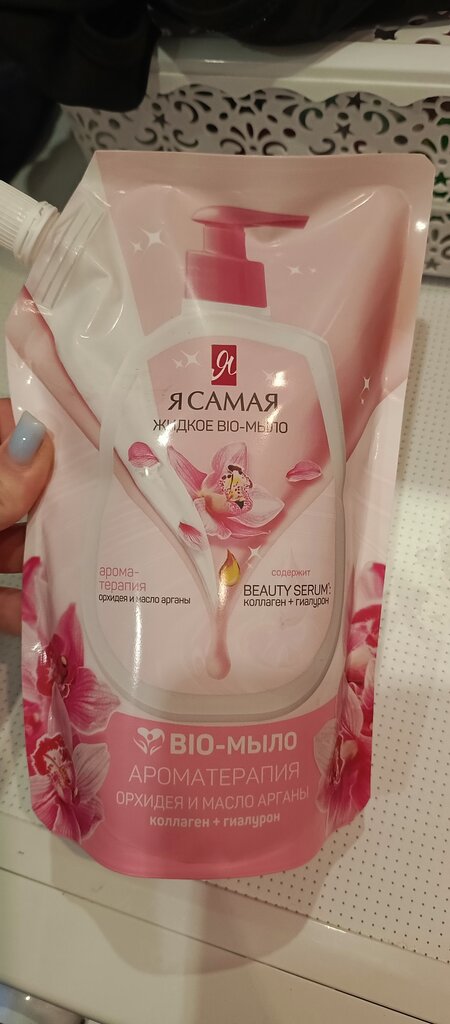 Я
Я САМАЯ
ЖИДКОЕ BIO-МЫЛО
арома-
терапия
орхидея и масло арганы
содержит
BEAUTY SERUM:
коллаген + гиалурон
BIO-МЫЛО
АРОМАТЕРАПИЯ
ОРХИДЕЯ И МАСЛО АРГАНЫ
коллаген + гиалурон